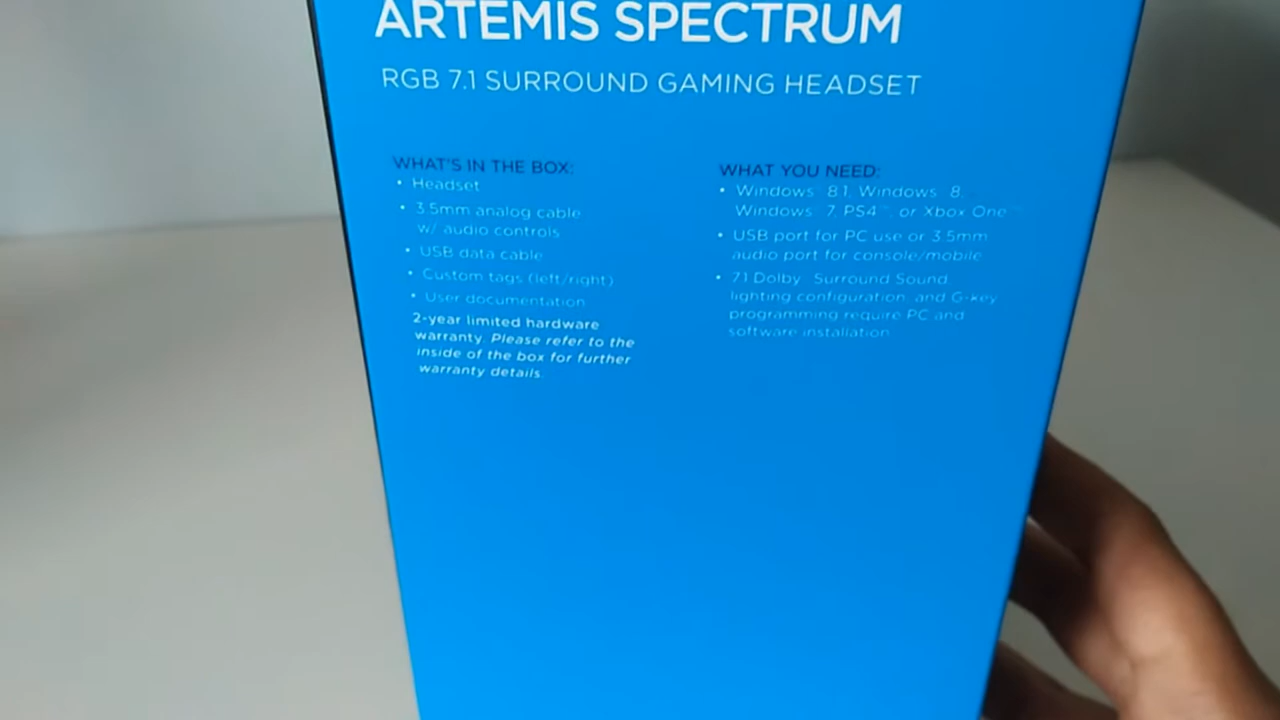 ARTEMIS SPECTRUM
RGB 7.1 SURROUND GAMING HEADSET
WHAT'S IN THE BOX:
• Headset
• 3.5mm analog cable
w/ audio controls
• USB data cable
• Custom tags (left/right)
• User documentation
2-year limited hardware
warranty. Please refer to the
inside of the box for further
warranty details.
WHAT YOU NEED:
• Windows 8.1, Windows 8,
Windows 7, PS4™, or Xbox One™
• USB port for PC use or 3.5mm
audio port for console/mobile
• 7.1 Dolby Surround Sound,
lighting configuration, and G-key
programming require PC and
software installation